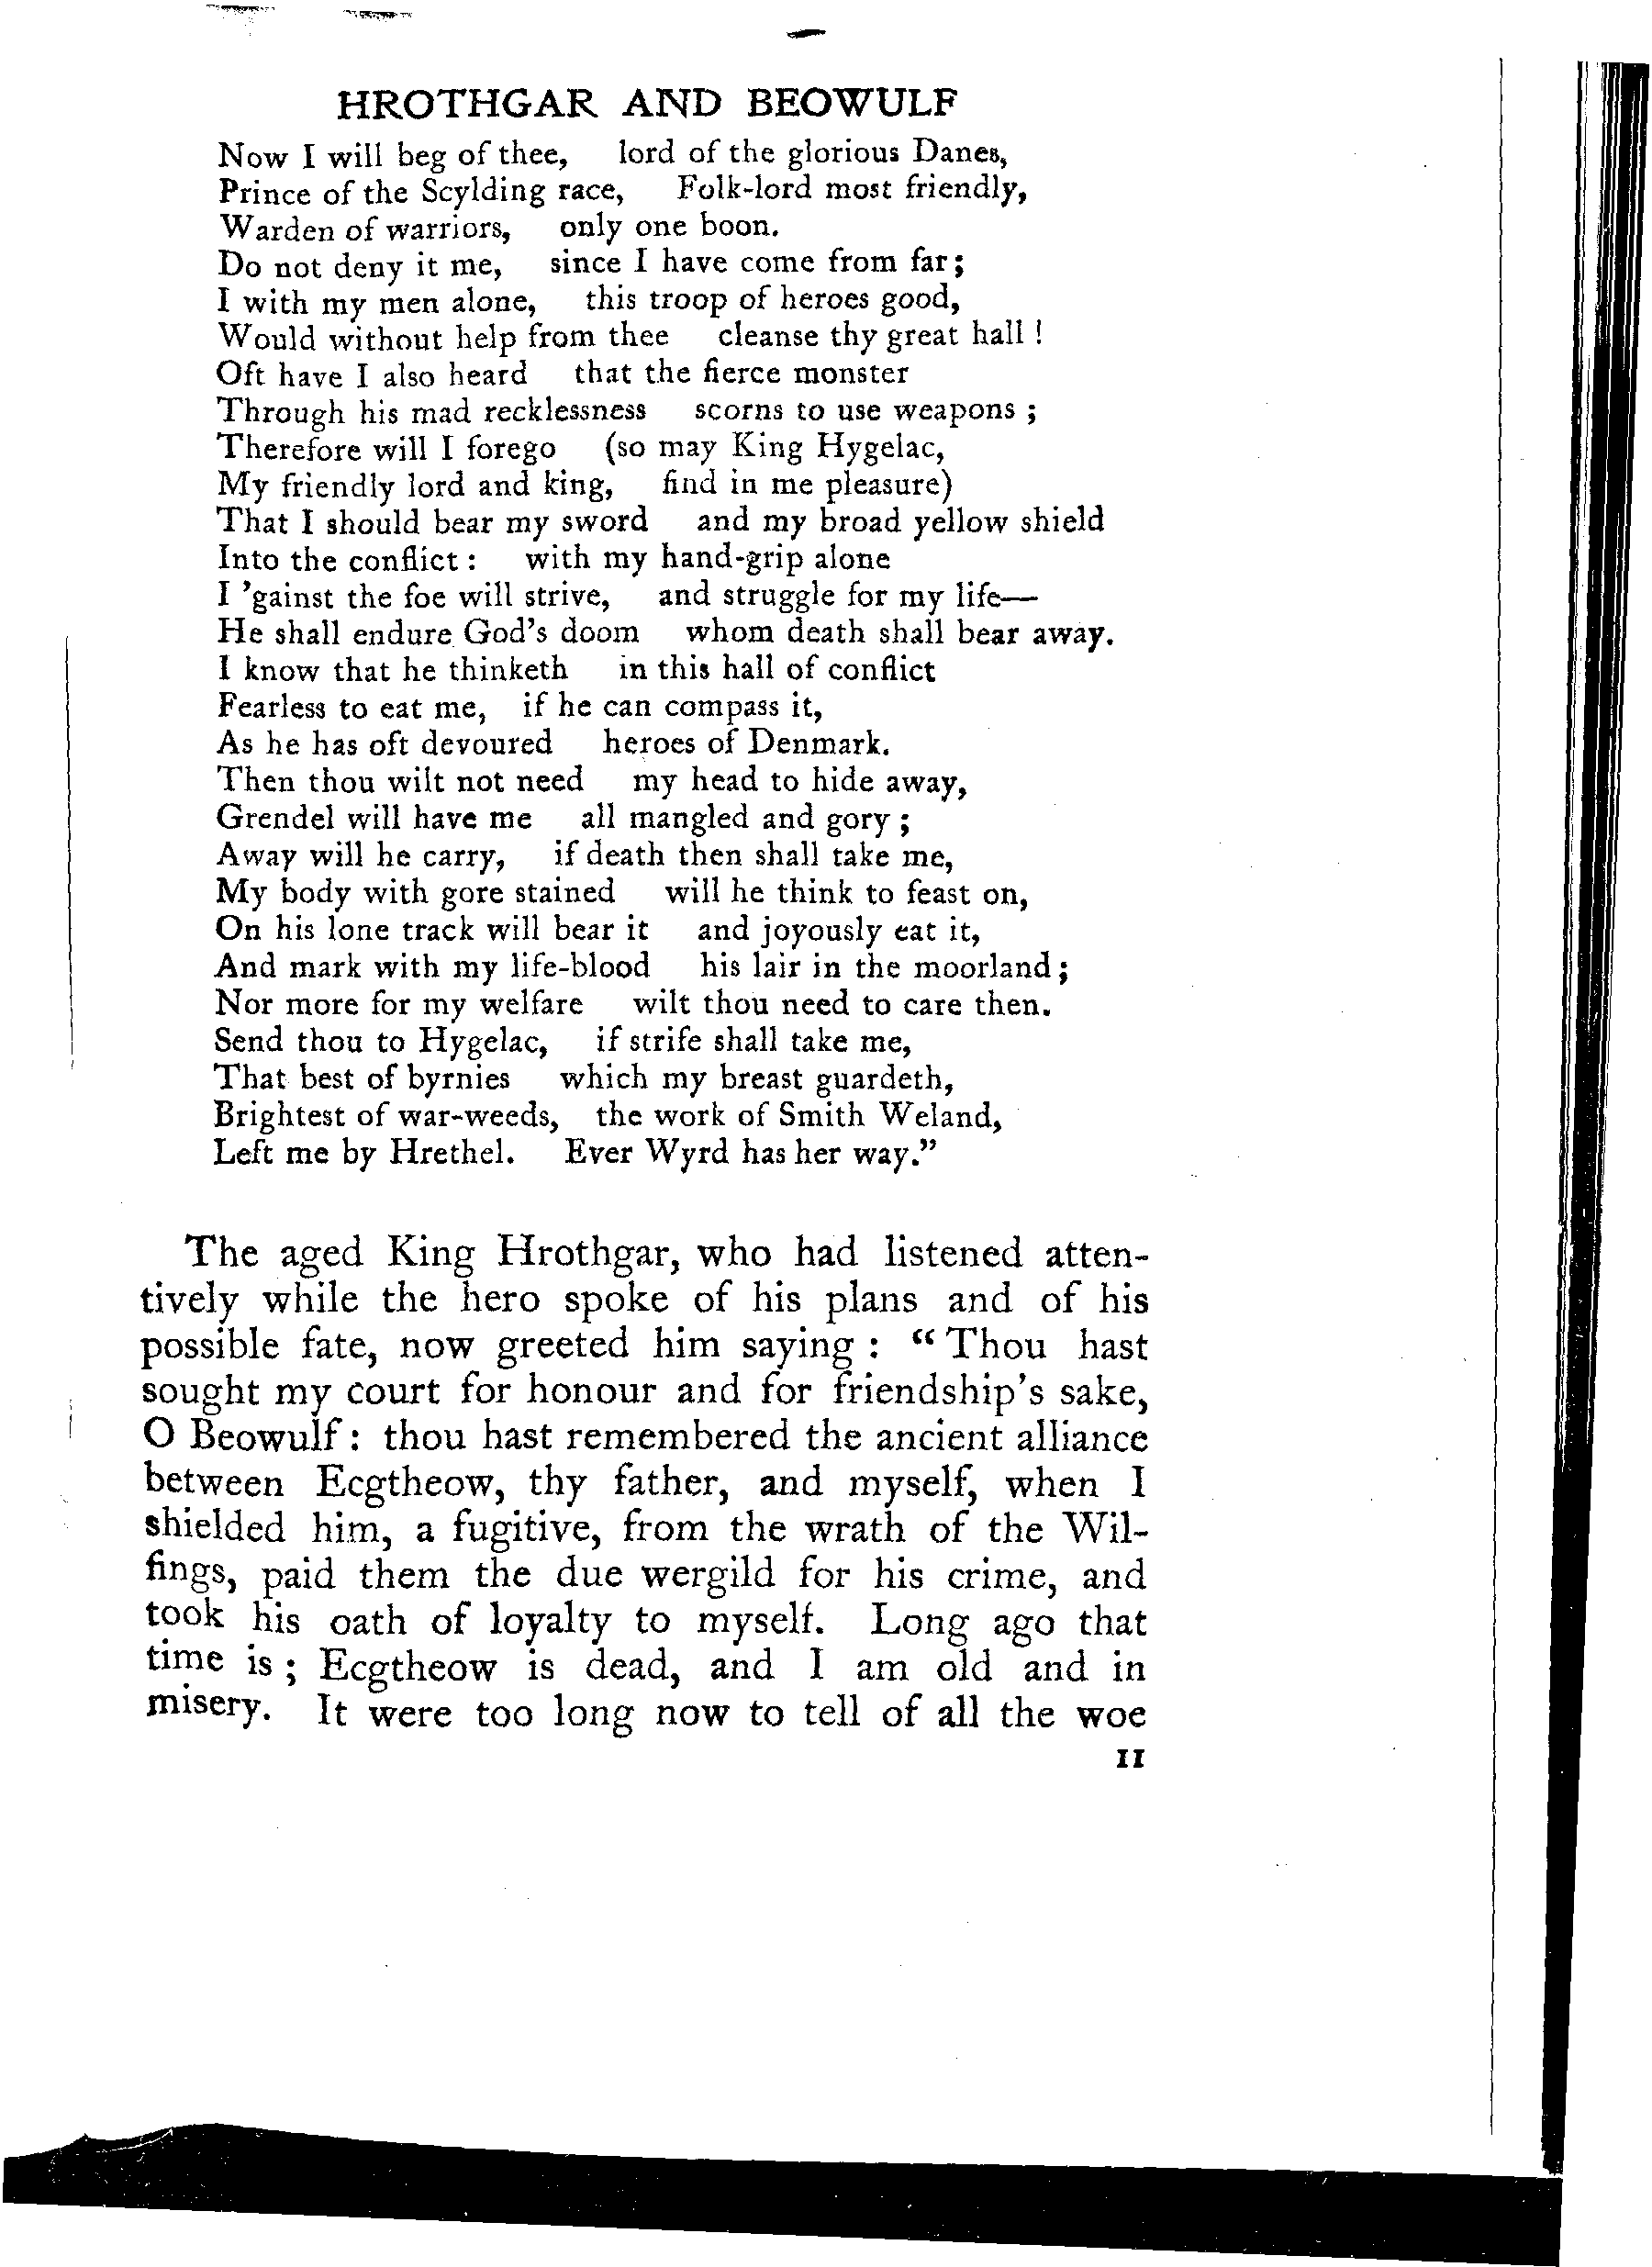 HROTHGAR AND BEOWULF
Now I will beg of thee, lord of the glorious Danes,
Prince of the Scylding race, Folk-lord most friendly,
Warden of warriors, only one boon.
Do not deny it me, since I have come from far;
I with my men alone, this troop of heroes good,
Would without help from thee cleanse thy great hall !
Oft have I also heard that the fierce monster
Through his mad recklessness scorns to use weapons ;
Therefore will I forego (so may King Hygelac,
My friendly lord and king, find in me pleasure)
That I should bear my sword and my broad yellow shield
Into the conflict : with my hand-grip alone
I 'gainst the foe will strive, and struggle for my life—
He shall endure God's doom whom death shall bear away.
I know that he thinketh in this hall of conflict
Fearless to eat me, if he can compass it,
As he has oft devoured heroes of Denmark.
Then thou wilt not need my head to hide away,
Grendel will have me all mangled and gory ;
Away will he carry, if death then shall take me,
My body with gore stained will he think to feast on,
On his lone track will bear it and joyously eat it,
And mark with my life-blood his lair in the moorland;
Nor more for my welfare wilt thou need to care then.
Send thou to Hygelac, if strife shall take me,
That best of byrnies which my breast guardeth,
Brightest of war-weeds, the work of Smith Weland,
Left me by Hrethel. Ever Wyrd has her way."
The aged King Hrothgar, who had listened atten-
tively while the hero spoke of his plans and of his
possible fate, now greeted him saying : "Thou hast
sought my court for honour and for friendship's sake,
O Beowulf : thou hast remembered the ancient alliance
between Ecgtheow, thy father, and myself, when I
shielded him, a fugitive, from the wrath of the Wil-
fings, paid them the due wergild for his crime, and
took his oath of loyalty to myself. Long ago that
time is ; Ecgtheow is dead, and I am old and in
misery. It were too long now to tell of all the woe
11